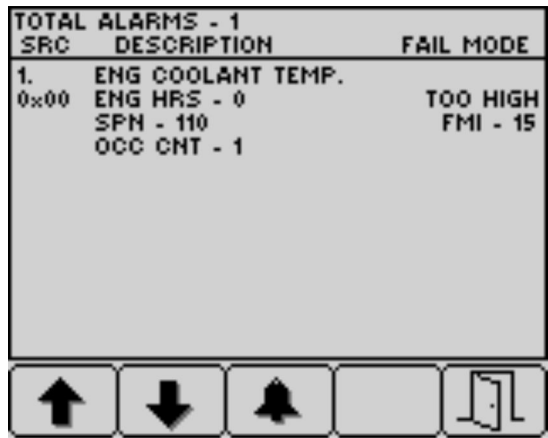 TOTAL ALARMS - 1
SRC DESCRIPTION FAIL MODE
1. ENG COOLANT TEMP.
0x00 ENG HRS - 0 TOO HIGH
SPN - 110 FMI - 15
OCC CNT - 1